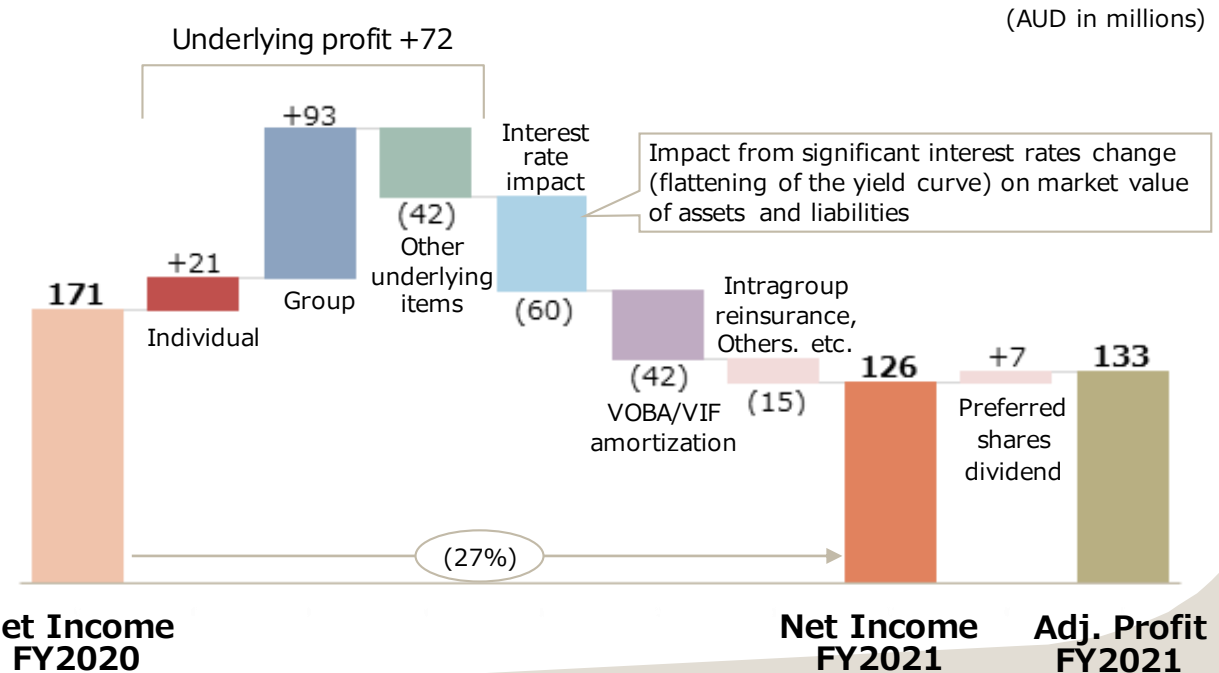 (AUD in millions)
Underlying profit +72
+93
Interest
rate
impact
Impact from significant interest rates change
(flattening of the yield curve) on market value
of assets and liabilities
(42)
Other
underlying
items
+21
Group
171
Individual
(60)
Intragroup
reinsurance,
Others. etc.
(42)
VOBA/VIF
amortization
(15)
126
+7
133
Preferred
shares
dividend
(27%)
et Income
FY2020
Net Income
FY2021
Adj. Profit
FY2021